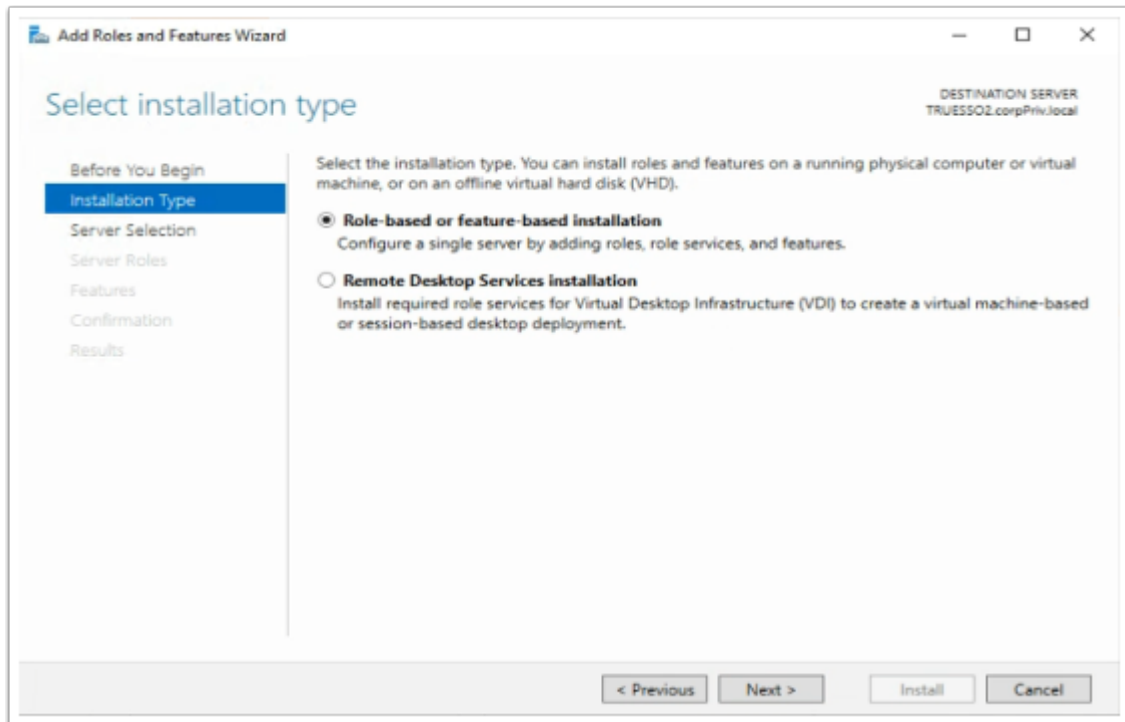 Add Roles and Features Wizard
Select installation type
DESTINATION SERVER
TRUESSO2.corpPriv.local
Before You Begin
Installation Type
Server Selection
Server Roles
Features
Confirmation
Results
Select the installation type. You can install roles and features on a running physical computer or virtual
machine, or on an offline virtual hard disk (VHD).
Role-based or feature-based installation
Configure a single server by adding roles, role services, and features.
Remote Desktop Services installation
Install required role services for Virtual Desktop Infrastructure (VDI) to create a virtual machine-based
or session-based desktop deployment.
< Previous
Next >
Install
Cancel